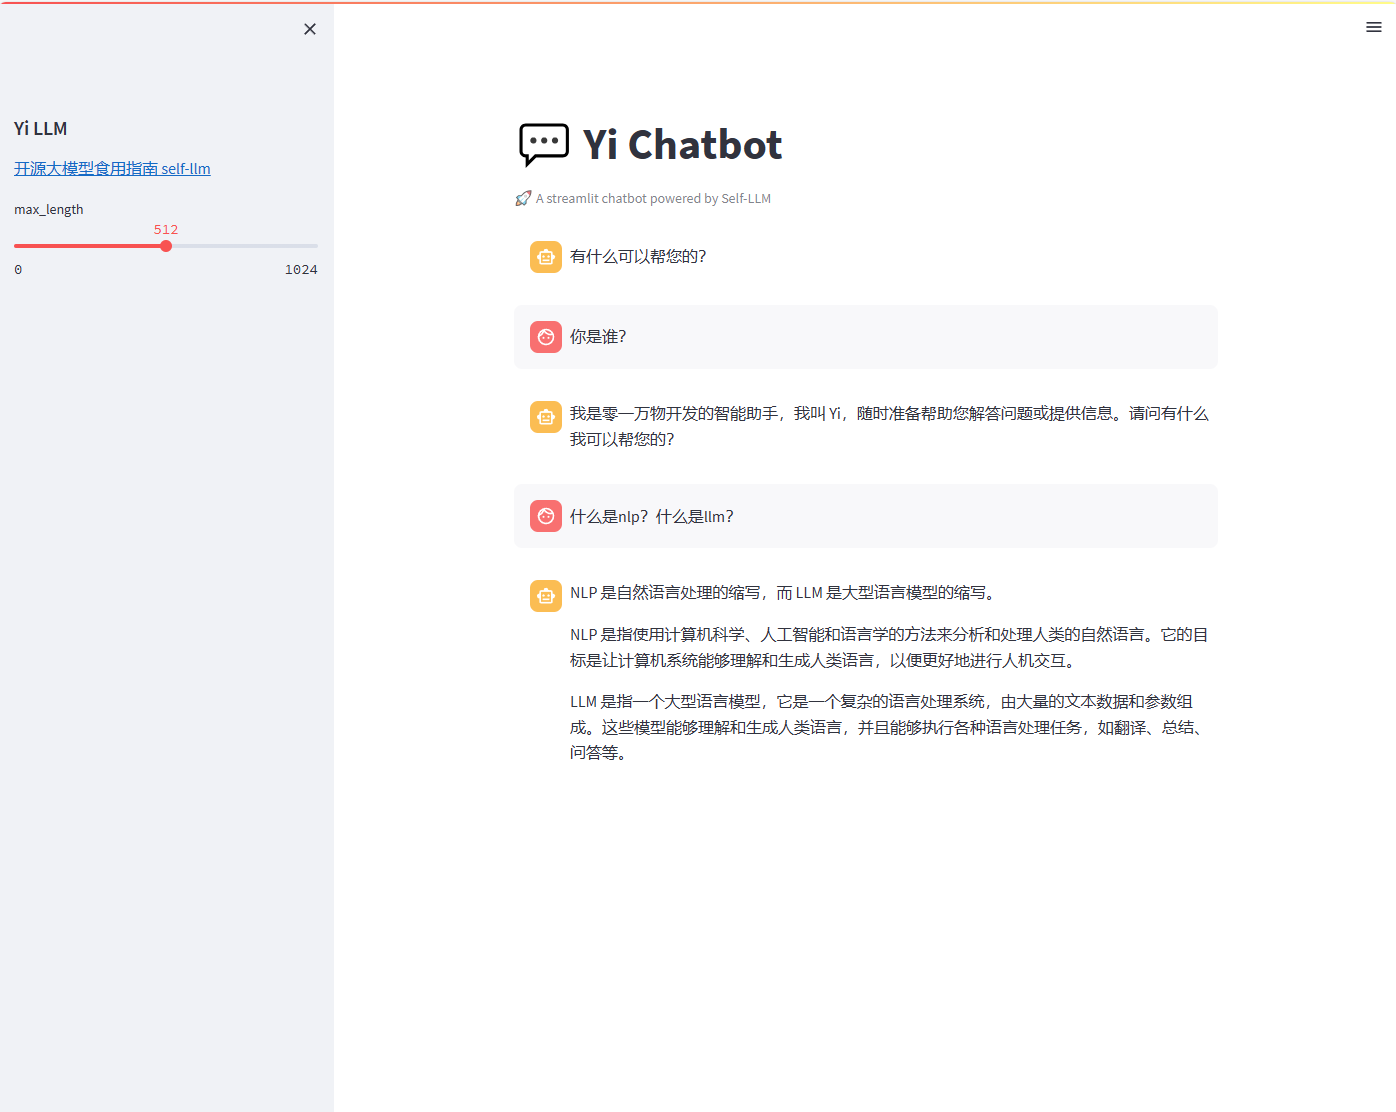 Yi LLM
开源大模型食用指南 self-llm
max_length
512
0
1024
Yi Chatbot
🚀 A streamlit chatbot powered by Self-LLM
有什么可以帮您的？
你是谁？
我是零一万物开发的智能助手，我叫 Yi，随时准备帮助您解答问题或提供信息。请问有什么
我可以帮您的？
什么是nlp？什么是llm？
NLP 是自然语言处理的缩写，而 LLM 是大型语言模型的缩写。
NLP 是指使用计算机科学、人工智能和语言学的方法来分析和处理人类的自然语言。它的目
标是让计算机系统能够理解和生成人类语言，以便更好地进行人机交互。
LLM 是指一个大型语言模型，它是一个复杂的语言处理系统，由大量的文本数据和参数组
成。这些模型能够理解和生成人类语言，并且能够执行各种语言处理任务，如翻译、总结、
问答等。